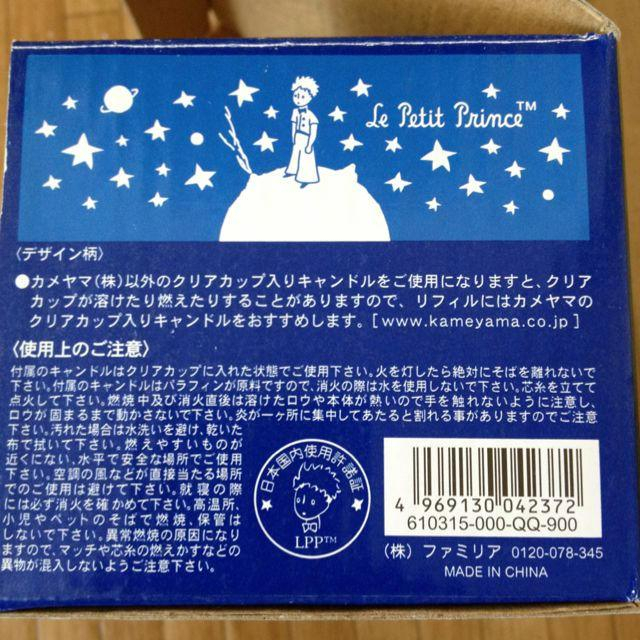 Le Petit Prince™
〈デザイン柄〉
●カメヤマ(株)以外のクリアカップ入りキャンドルをご使用になりますと、クリア
カップが溶けたり燃えたりすることがありますので、リフィルにはカメヤマの
クリアカップ入りキャンドルをおすすめします。[www.kameyama.co.jp]
〈使用上のご注意〉
付属のキャンドルはクリアカップに入れた状態でご使用下さい。火を灯したら絶対にそばを離れないで
下さい。付属のキャンドルはパラフィンが原料ですので、消火の際は水を使用しないで下さい。芯糸を立てて
点火して下さい。燃焼中及び消火直後は溶けたロウや本体が熱いので手を触れないように注意し、
ロウが固まるまで動かさないで下さい。炎が一ヶ所に集中してあたると割れる事がありますのでご注意
下さい。汚れた場合は水洗いを避け、乾いた
布で拭いて下さい。燃えやすいものが
近くにない、水平で安全な場所でご使用
下さい。空調の風などが直接当たる場所
でのご使用は避けて下さい。就寝の際
には必ず消火を確かめて下さい。高温所、
小児やペットのそばで燃焼、保管は
しないで下さい。異常燃焼の原因になり
ますので、マッチや芯糸の燃えかすなどの
異物が混入しないようご注意下さい。
日本国内使用許諾証
LPP™
4 969130 042372
610315-000-QQ-900
(株) ファミリア 0120-078-345
MADE IN CHINA